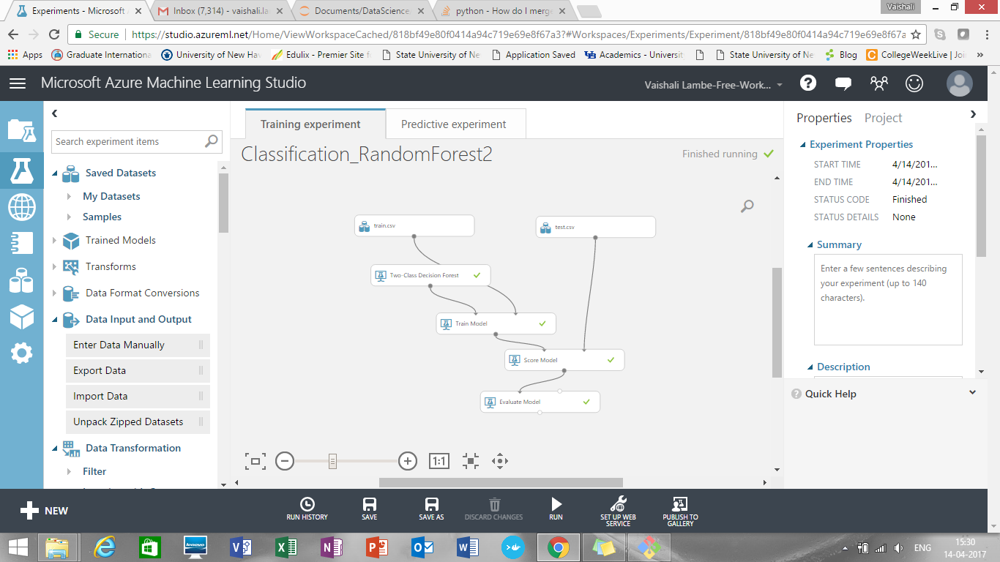 Experiments - Microsoft A
Inbox (7,314) - vaishali.la
Documents/DataScience
python - How do I merge
Vaishali
Secure
https://studio.azureml.net/Home/ViewWorkspaceCached/818bf49e80f0414a94c719e69e8f67a3?#Workspaces/Experiments/Experiment/818bf49e80f0414a94c719e69e8f67a
Apps
Graduate Internationa
University of New Hav
Edulix - Premier Site f
State University of Ne
Application Saved
Academics - Universit
State University of Ne
Blog
CollegeWeekLive | Joi
»
Microsoft Azure Machine Learning Studio
Vaishali Lambe-Free-Work...
Search experiment items
Saved Datasets
My Datasets
Samples
Trained Models
Transforms
Data Format Conversions
Data Input and Output
Enter Data Manually
Export Data
Import Data
Unpack Zipped Datasets
Data Transformation
Filter
Training experiment
Predictive experiment
Classification_RandomForest2
Finished running
train.csv
test.csv
Two-Class Decision Forest
Train Model
Score Model
Evaluate Model
1:1
Properties
Project
Experiment Properties
START TIME 4/14/201...
END TIME 4/14/201...
STATUS CODE Finished
STATUS DETAILS None
Summary
Enter a few sentences describing
your experiment (up to 140
characters).
Description
Quick Help
NEW
RUN HISTORY
SAVE
SAVE AS
DISCARD CHANGES
RUN
SET UP WEB
SERVICE
PUBLISH TO
GALLERY
lenovo
ENG
15:30
14-04-2017